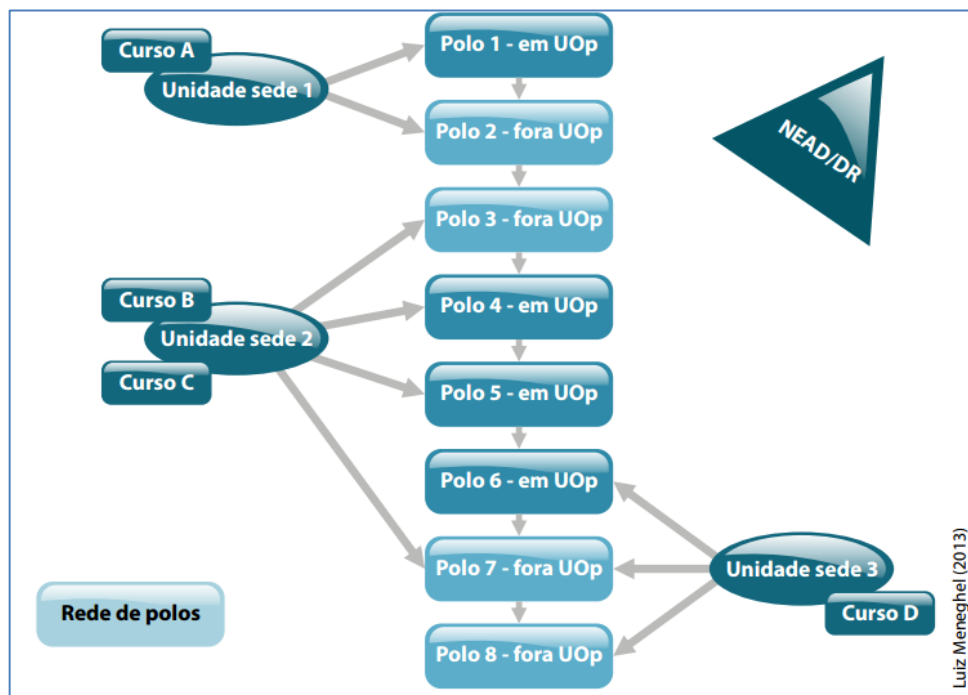 Curso A
Unidade sede 1
Polo 1 - em UOp
Polo 2 - fora UOp
NEAD/DR
Polo 3 - fora UOp
Curso B
Unidade sede 2
Curso C
Polo 4 - em UOp
Polo 5 - em UOp
Polo 6 - em UOp
Polo 7 - fora UOp
Unidade sede 3
Curso D
Rede de polos
Polo 8 - fora UOp
Luiz Meneghel (2013)